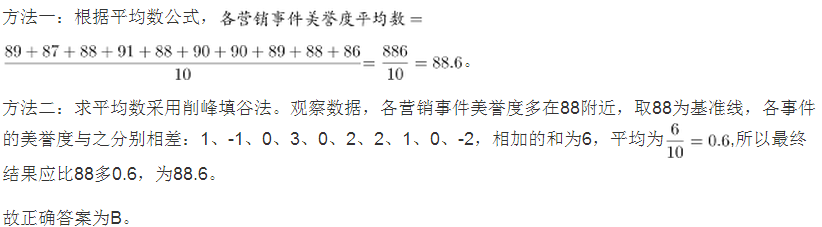 方法一：根据平均数公式，各营销事件美誉度平均数 =
\frac{89 + 87 + 88 + 91 + 88 + 90 + 90 + 89 + 88 + 86}{10} = \frac{886}{10} = 88.6。
方法二：求平均数采用削峰填谷法。观察数据，各营销事件美誉度多在88附近，取88为基准线，各事件
的美誉度与之分别相差：1、-1、0、3、0、2、2、1、0、-2，相加的和为6，平均为\frac{6}{10} = 0.6,所以最终
结果应比88多0.6，为88.6。
故正确答案为B。